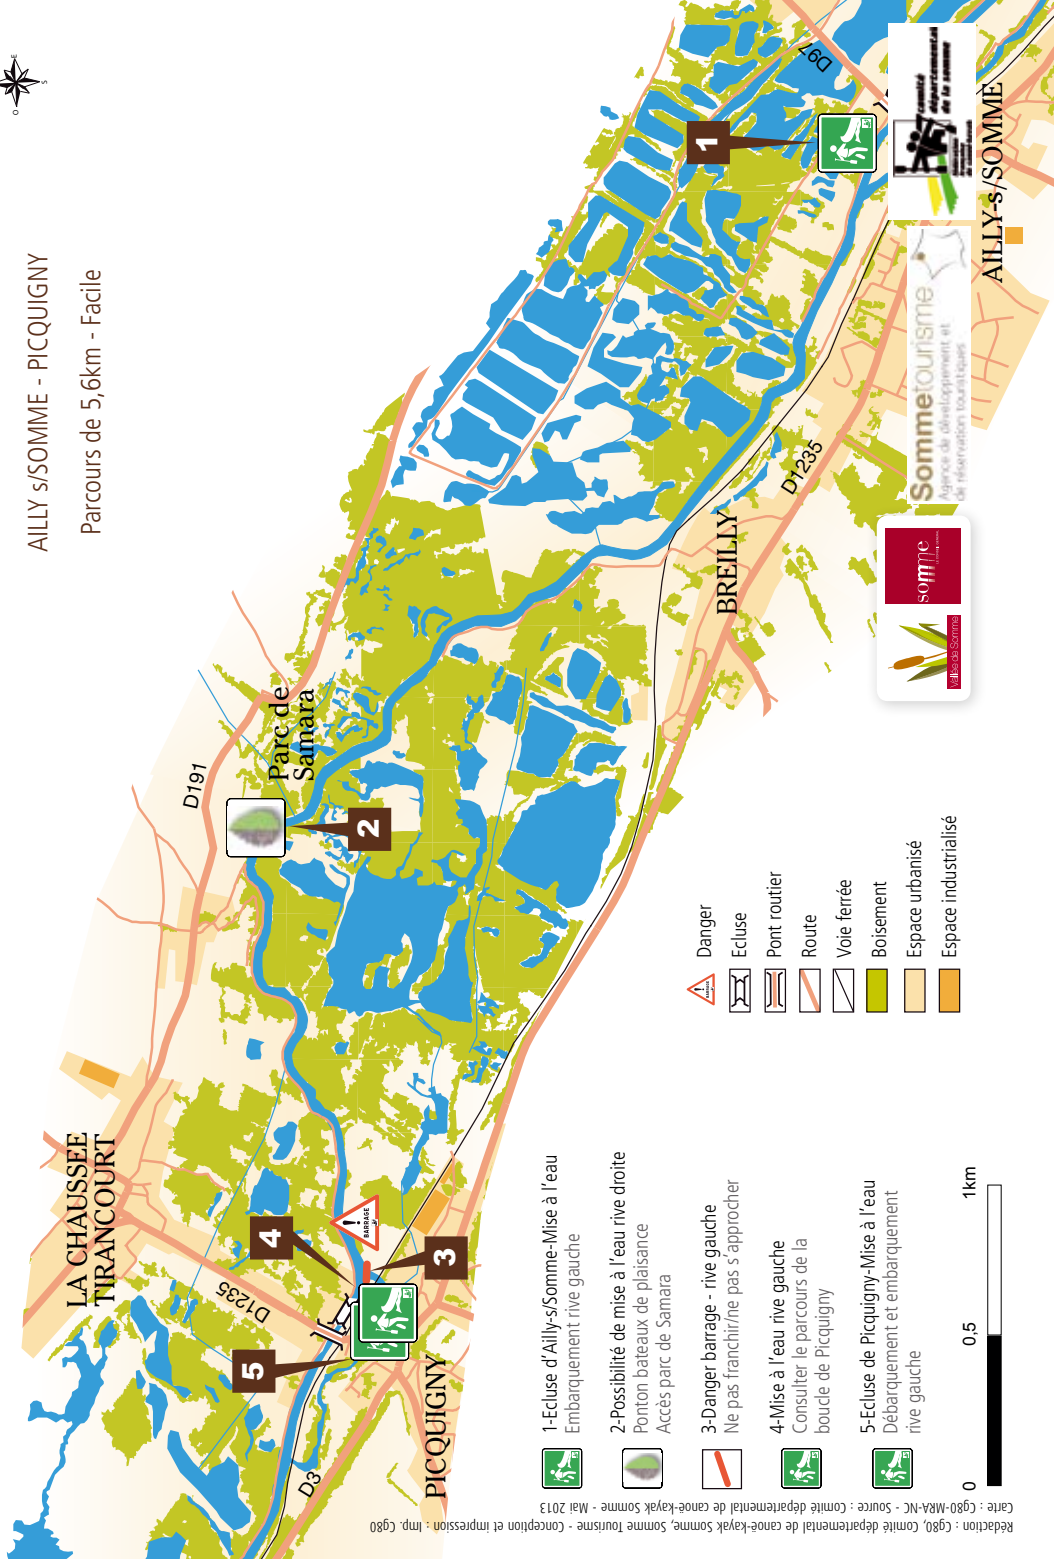 AILLY s/SOMME - PICQUIGNY
Parcours de 5,6km - Facile
O
E
S
D97
1
AILLY-s/SOMME
comité
départemental
de la somme
Sommetourisme
Agence de développement et
de réservation touristiques
somme
Vallée de Somme
D1235
BREILLY
Parc de
Samara
D191
2
LA CHAUSSEE
TIRANCOURT
D1235
4
BARRAGE
3
5
PICQUIGNY
D3
BARRAGE
Danger
Ecluse
Pont routier
Route
Voie ferrée
Boisement
Espace urbanisé
Espace industrialisé
1-Ecluse d'Ailly-s/Somme-Mise à l'eau
Embarquement rive gauche
2-Possibilité de mise à l'eau rive droite
Ponton bateaux de plaisance
Accès parc de Samara
3-Danger barrage - rive gauche
Ne pas franchir/ne pas s'approcher
4-Mise à l'eau rive gauche
Consulter le parcours de la
boucle de Picquigny
5-Ecluse de Picquigny-Mise à l'eau
Débarquement et embarquement
rive gauche
0
0,5
1km
Rédaction : Cg80, Comité départemental de canoë-kayak Somme, Somme Tourisme - Conception et impression : Imp. Cg80
Carte : Cg80-MRA-NC - Source : Comité départemental de canoë-kayak Somme - Mai 2013